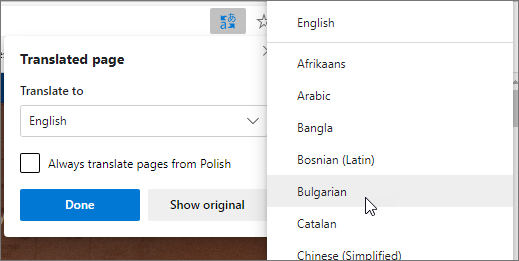 Translated page
Translate to
English
Always translate pages from Polish
Done
Show original
English
Afrikaans
Arabic
Bangla
Bosnian (Latin)
Bulgarian
Catalan
Chinese (Simplified)